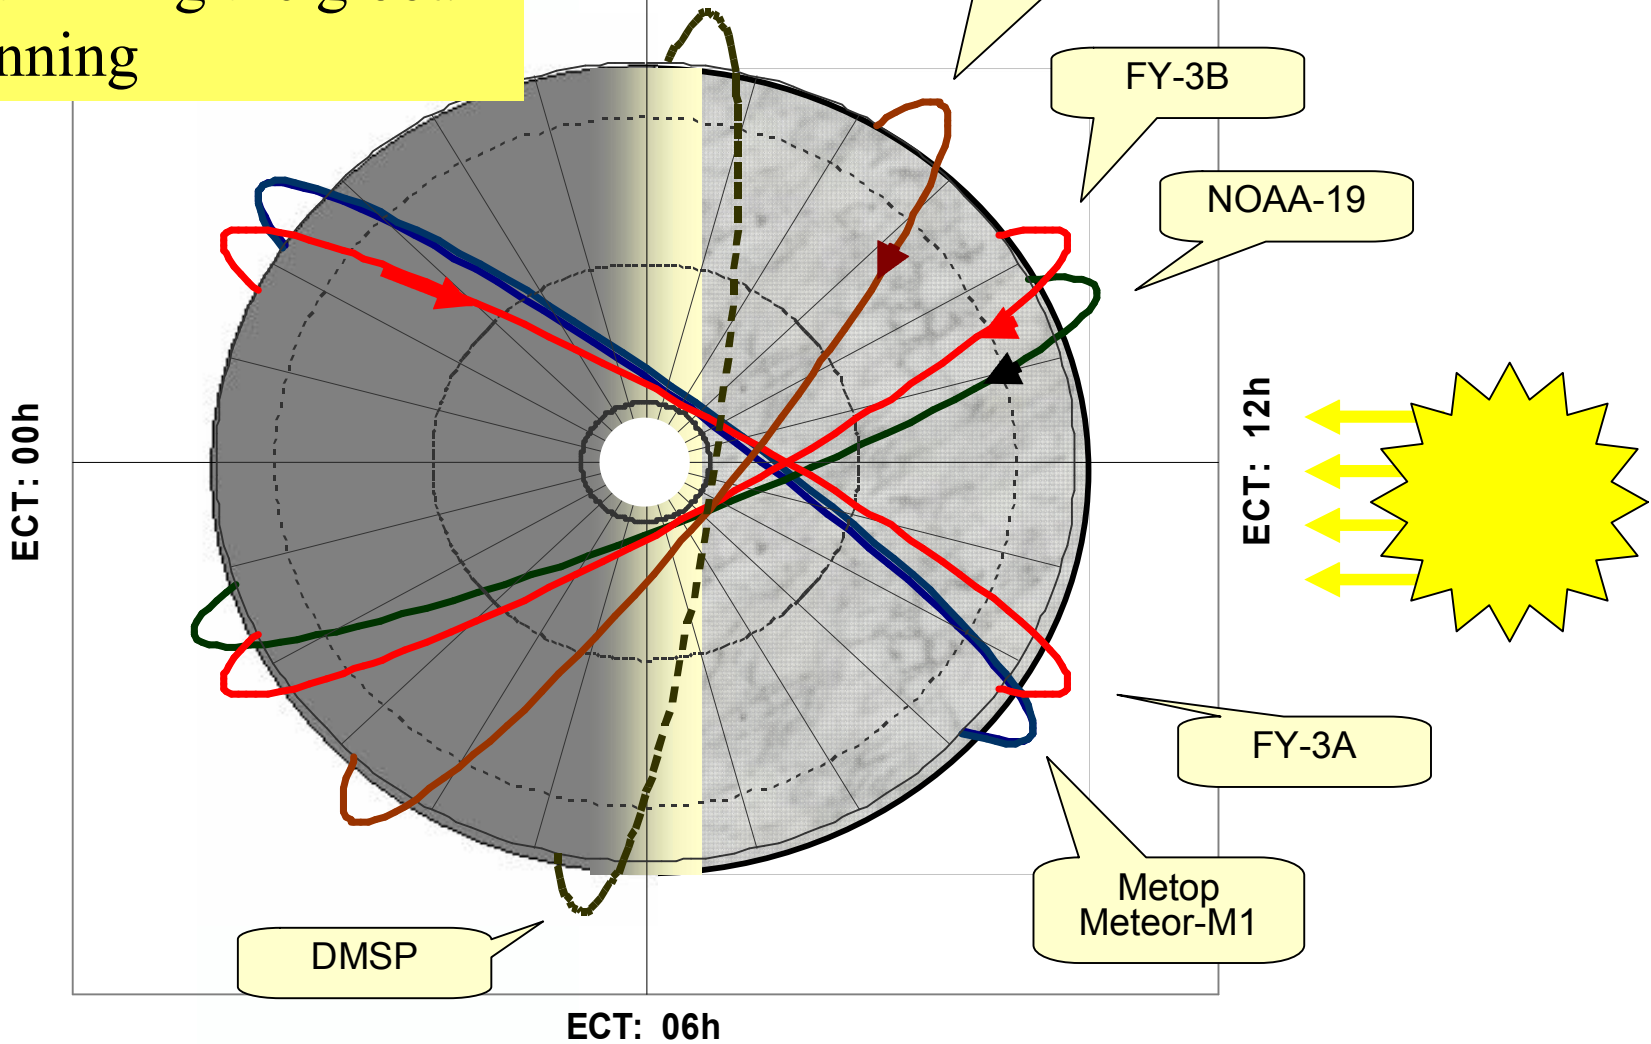 nning
FY-3B
NOAA-19
ECT: 00h
ECT: 12h
FY-3A
Metop
Meteor-M1
DMSP
ECT: 06h